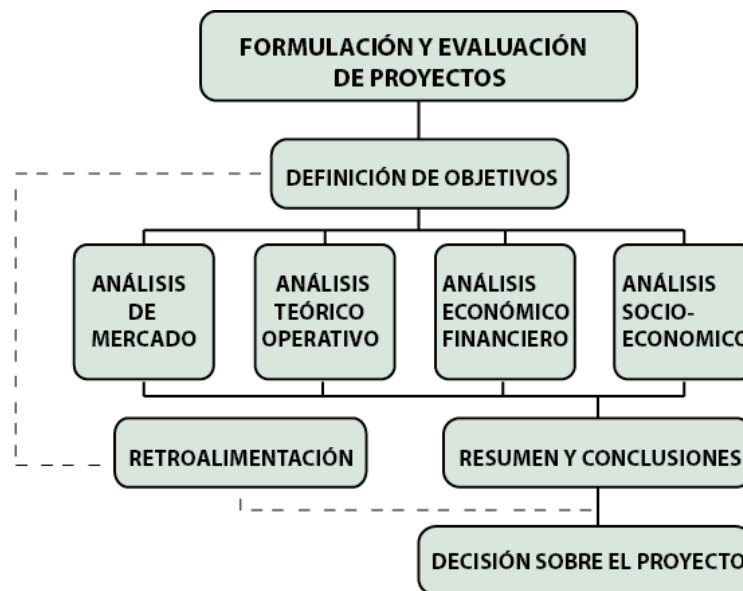 FORMULACIÓN Y EVALUACIÓN
DE PROYECTOS
DEFINICIÓN DE OBJETIVOS
ANÁLISIS
DE
MERCADO
ANÁLISIS
TEÓRICO
OPERATIVO
ANÁLISIS
ECONÓMICO
FINANCIERO
ANÁLISIS
SOCIO-
ECONOMICO
RETROALIMENTACIÓN
RESUMEN Y CONCLUSIONES
DECISIÓN SOBRE EL PROYECTO